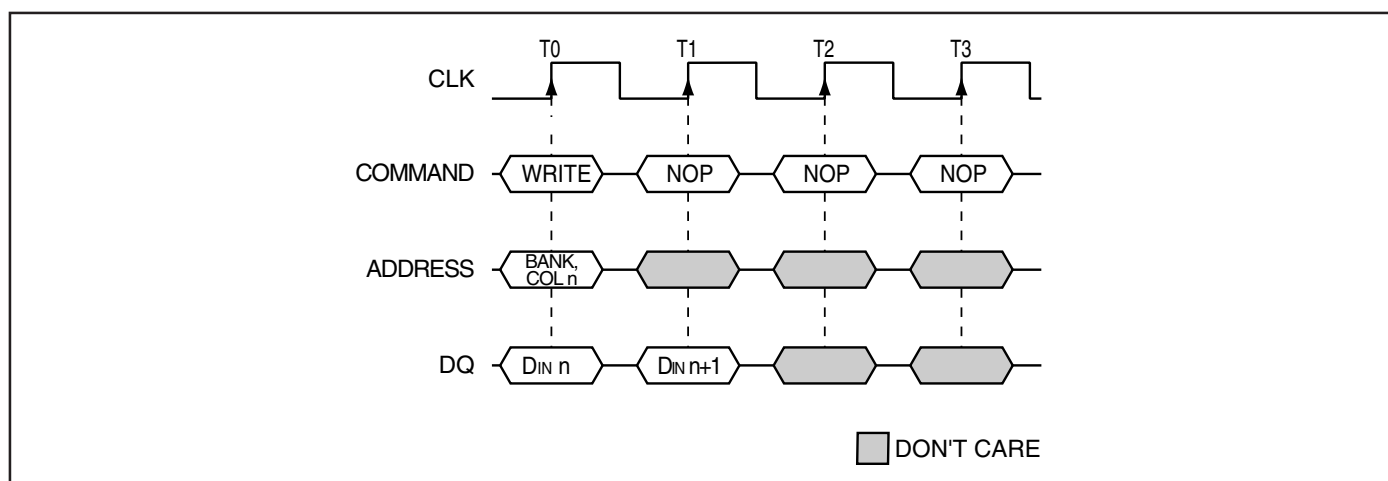 T0 T1 T2 T3
CLK
COMMAND WRITE NOP NOP NOP
ADDRESS BANK,
COL n
DQ DIN n DIN n+1
DON'T CARE